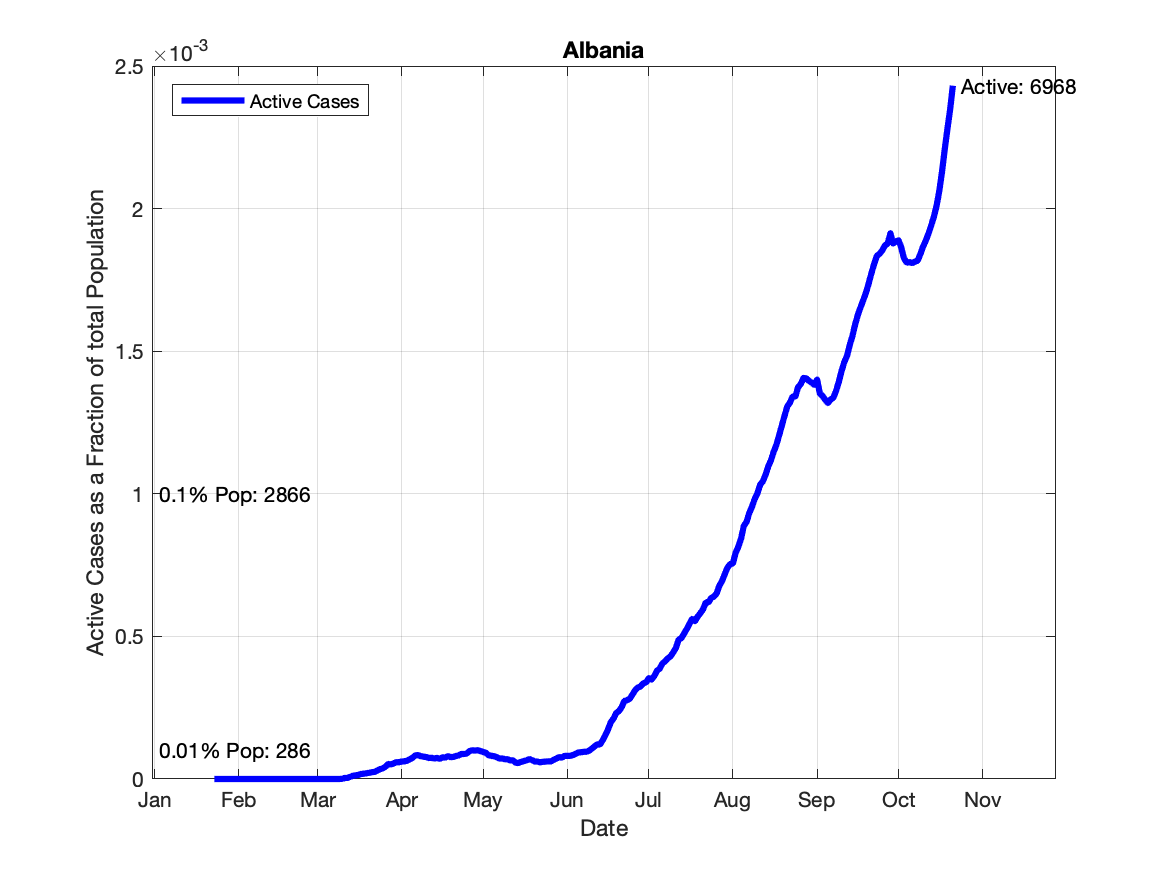 Albania
×10-3
2.5
2
1.5
1
0.5
0
Active Cases
Active: 6968
0.1% Pop: 2866
0.01% Pop: 286
Active Cases as a Fraction of total Population
Jan Feb Mar Apr May Jun Jul Aug Sep Oct Nov
Date